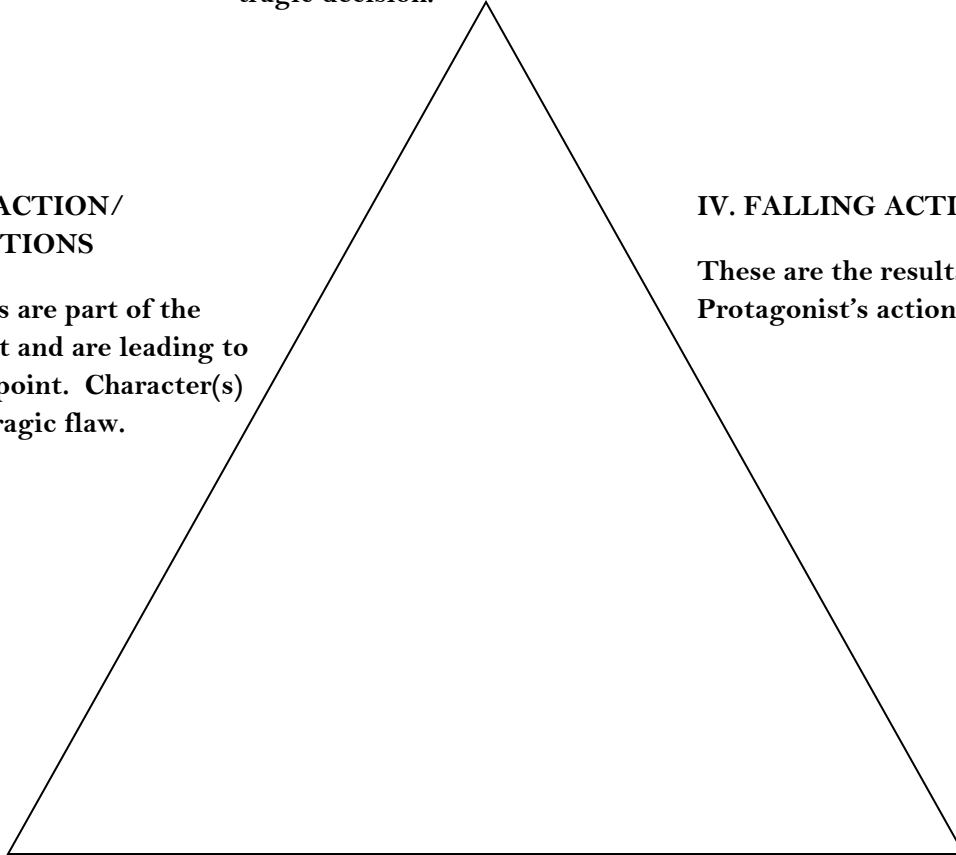 tragic decision.
ACTION/
TIONS
s are part of the
t and are leading to
point. Character(s)
ragic flaw.
IV. FALLING ACTI
These are the result
Protagonist's action